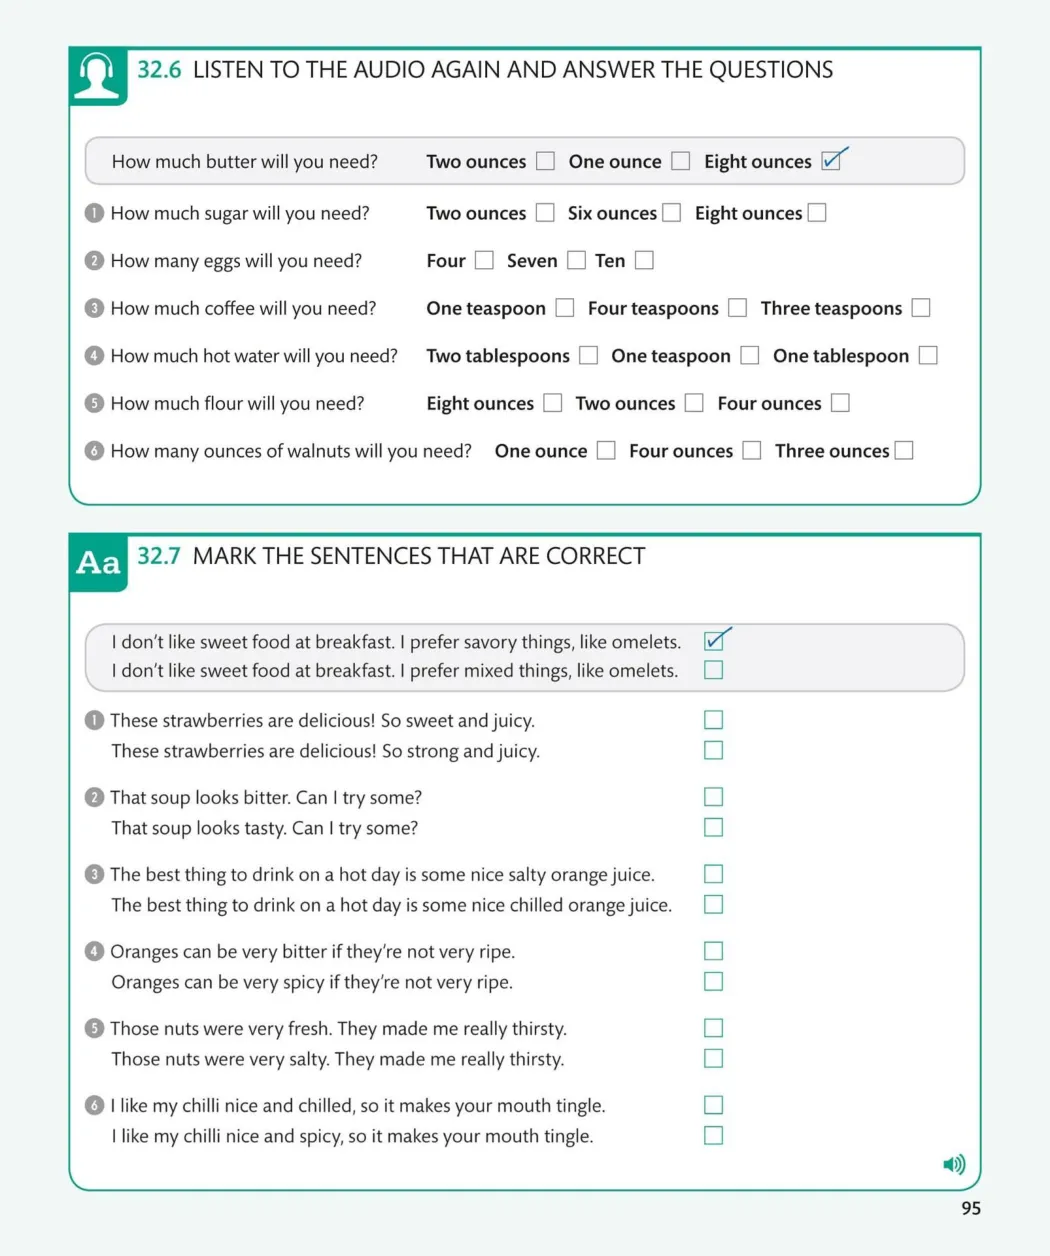 32.6 LISTEN TO THE AUDIO AGAIN AND ANSWER THE QUESTIONS
How much butter will you need? Two ounces One ounce Eight ounces
1 How much sugar will you need? Two ounces Six ounces Eight ounces
2 How many eggs will you need? Four Seven Ten
3 How much coffee will you need? One teaspoon Four teaspoons Three teaspoons
4 How much hot water will you need? Two tablespoons One teaspoon One tablespoon
5 How much flour will you need? Eight ounces Two ounces Four ounces
6 How many ounces of walnuts will you need? One ounce Four ounces Three ounces
Aa 32.7 MARK THE SENTENCES THAT ARE CORRECT
I don't like sweet food at breakfast. I prefer savory things, like omelets.
I don't like sweet food at breakfast. I prefer mixed things, like omelets.
1 These strawberries are delicious! So sweet and juicy.
These strawberries are delicious! So strong and juicy.
2 That soup looks bitter. Can I try some?
That soup looks tasty. Can I try some?
3 The best thing to drink on a hot day is some nice salty orange juice.
The best thing to drink on a hot day is some nice chilled orange juice.
4 Oranges can be very bitter if they're not very ripe.
Oranges can be very spicy if they're not very ripe.
5 Those nuts were very fresh. They made me really thirsty.
Those nuts were very salty. They made me really thirsty.
6 I like my chilli nice and chilled, so it makes your mouth tingle.
I like my chilli nice and spicy, so it makes your mouth tingle.
95